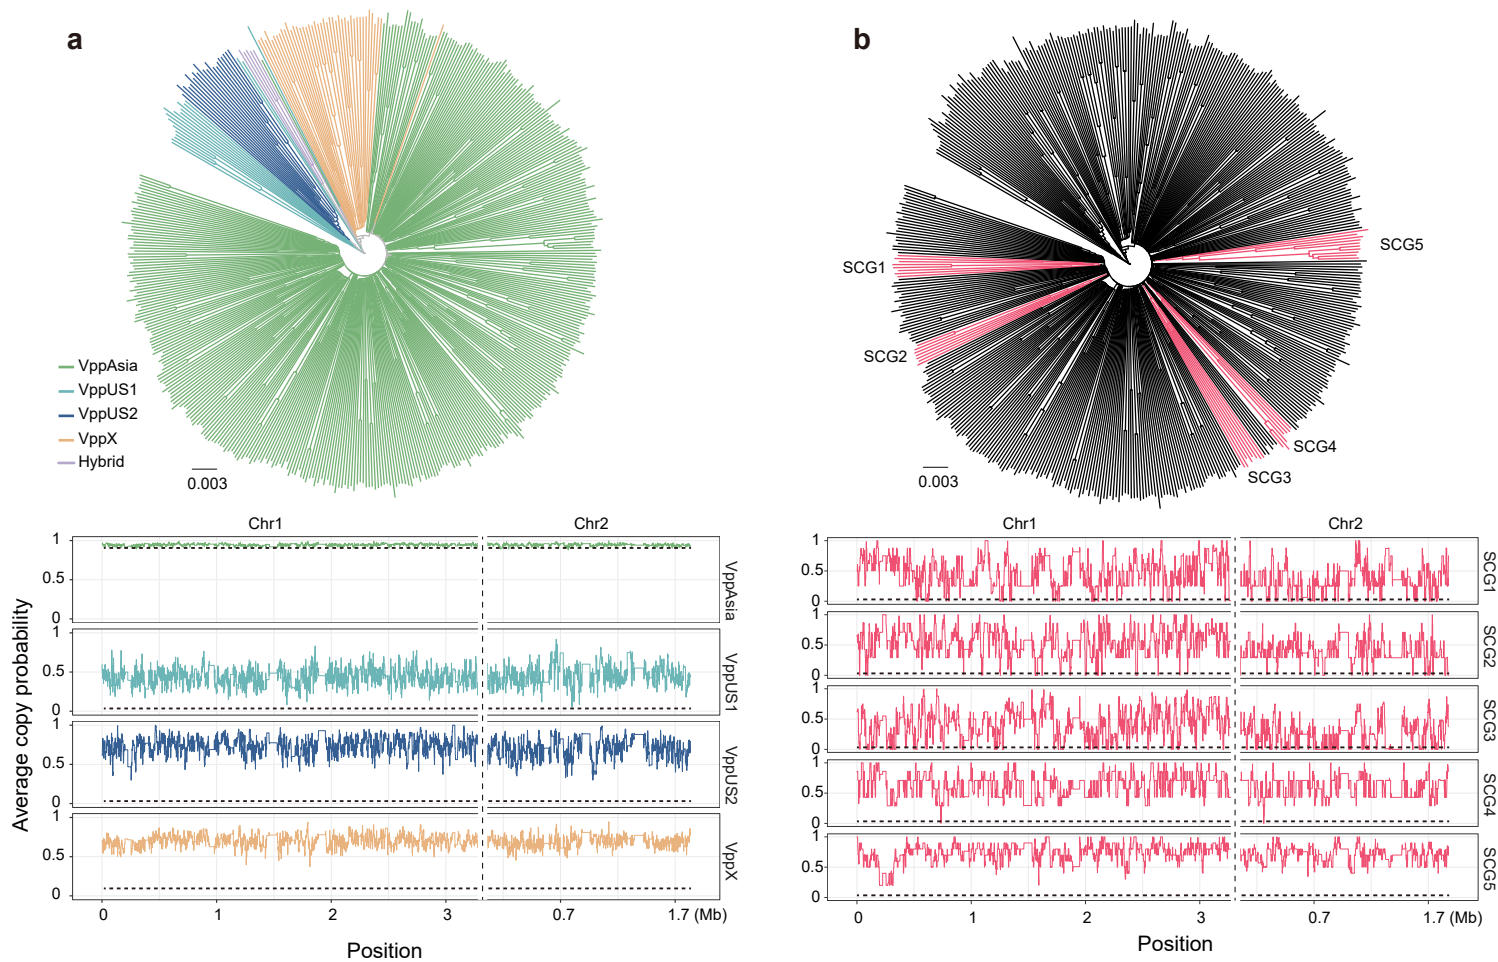 a
VppAsia
VppUS1
VppUS2
VppX
Hybrid
0.003
Chr1 Chr2
Average copy probability
1
0.5
0
VppAsia
1
0.5
0
VppUS1
1
0.5
0
VppUS2
1
0.5
0
VppX
0 1 2 3 0.7 1.7 (Mb)
Position
b
SCG5
SCG1
SCG2
SCG4
SCG3
0.003
Chr1 Chr2
1
0.5
0
SCG1
1
0.5
0
SCG2
1
0.5
0
SCG3
1
0.5
0
SCG4
1
0.5
0
SCG5
0 1 2 3 0.7 1.7 (Mb)
Position